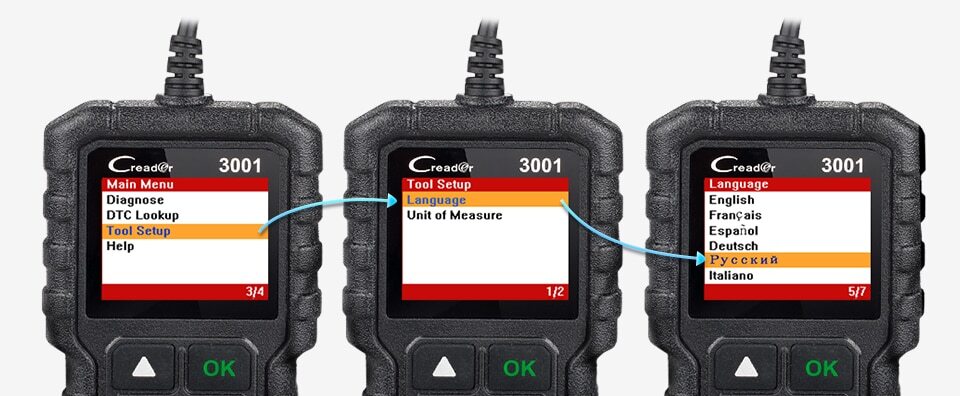 Creader 3001
Main Menu
Diagnose
DTC Lookup
Tool Setup
Help
3/4
OK
Creader 3001
Tool Setup
Language
Unit of Measure
1/2
OK
Creader 3001
Language
English
Français
Español
Deutsch
Русский
Italiano
5/7
OK